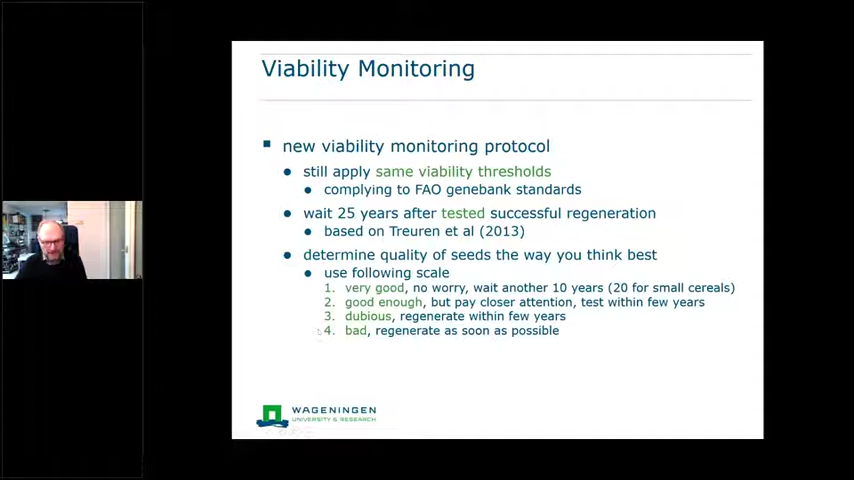 Viability Monitoring
new viability monitoring protocol
still apply same viability thresholds
complying to FAO genebank standards
wait 25 years after tested successful regeneration
based on Treuren et al (2013)
determine quality of seeds the way you think best
use following scale
1. very good, no worry, wait another 10 years (20 for small cereals)
2. good enough, but pay closer attention, test within few years
3. dubious, regenerate within few years
4. bad, regenerate as soon as possible
WAGENINGEN
UNIVERSITY & RESEARCH